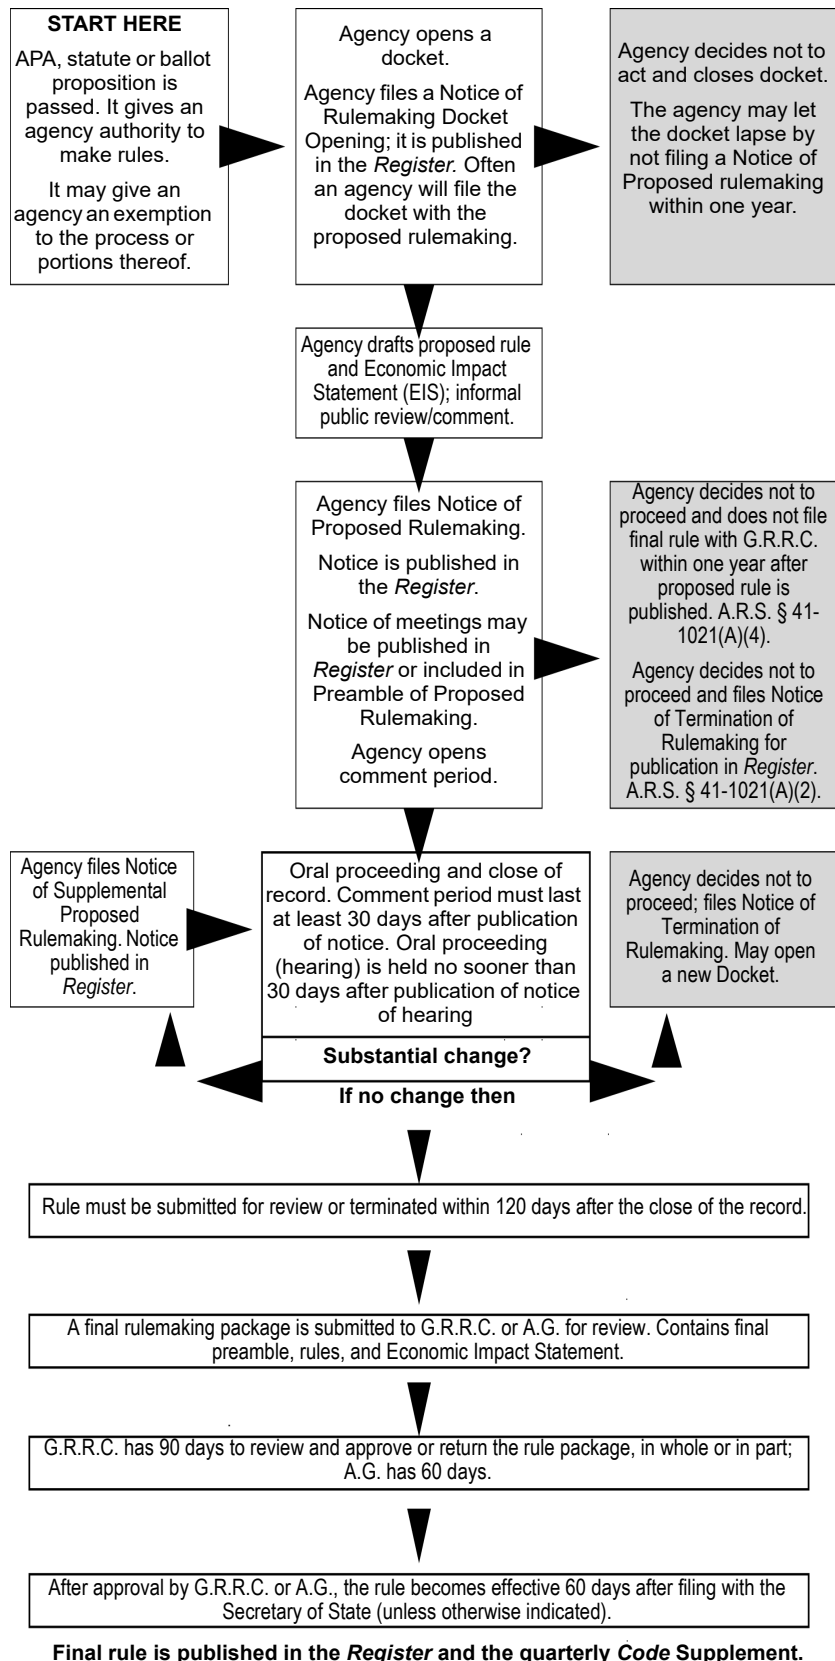 START HERE
APA, statute or ballot
proposition is
passed. It gives an
agency authority to
make rules.
It may give an
agency an exemption
to the process or
portions thereof.
Agency opens a
docket.
Agency files a Notice of
Rulemaking Docket
Opening; it is published
in the Register. Often
an agency will file the
docket with the
proposed rulemaking.
Agency decides not to
act and closes docket.
The agency may let
the docket lapse by
not filing a Notice of
Proposed rulemaking
within one year.
Agency drafts proposed rule
and Economic Impact
Statement (EIS); informal
public review/comment.
Agency files Notice of
Proposed Rulemaking.
Notice is published in
the Register.
Notice of meetings may
be published in
Register or included in
Preamble of Proposed
Rulemaking.
Agency opens
comment period.
Agency decides not to
proceed and does not file
final rule with G.R.R.C.
within one year after
proposed rule is
published. A.R.S. § 41-
1021(A)(4).
Agency decides not to
proceed and files Notice
of Termination of
Rulemaking for
publication in Register.
A.R.S. § 41-1021(A)(2).
Agency files Notice
of Supplemental
Proposed
Rulemaking. Notice
published in
Register.
Oral proceeding and close of
record. Comment period must last
at least 30 days after publication
of notice. Oral proceeding
(hearing) is held no sooner than
30 days after publication of notice
of hearing
Agency decides not to
proceed; files Notice of
Termination of
Rulemaking. May open
a new Docket.
Substantial change?
If no change then
Rule must be submitted for review or terminated within 120 days after the close of the record.
A final rulemaking package is submitted to G.R.R.C. or A.G. for review. Contains final
preamble, rules, and Economic Impact Statement.
G.R.R.C. has 90 days to review and approve or return the rule package, in whole or in part;
A.G. has 60 days.
After approval by G.R.R.C. or A.G., the rule becomes effective 60 days after filing with the
Secretary of State (unless otherwise indicated).
Final rule is published in the Register and the quarterly Code Supplement.